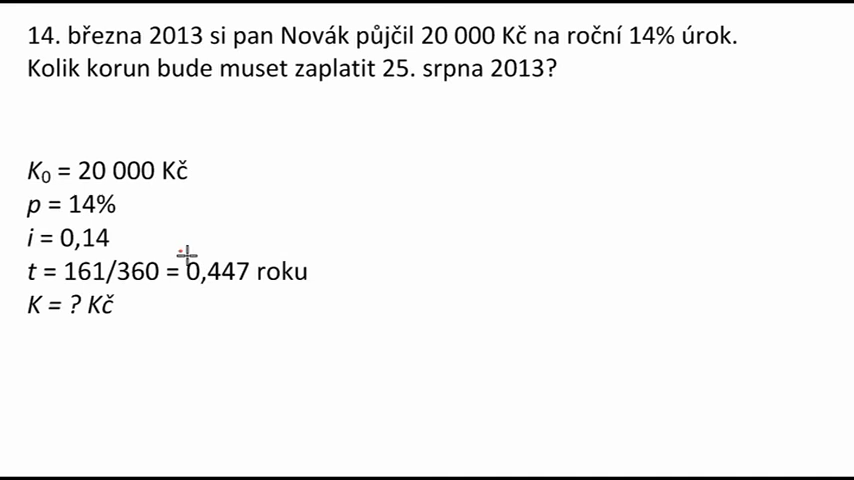 14. března 2013 si pan Novák půjčil 20 000 Kč na roční 14% úrok.
Kolik korun bude muset zaplatit 25. srpna 2013?
K₀ = 20 000 Kč
p = 14%
i = 0,14
t = 161/360 = 0,447 roku
K = ? Kč